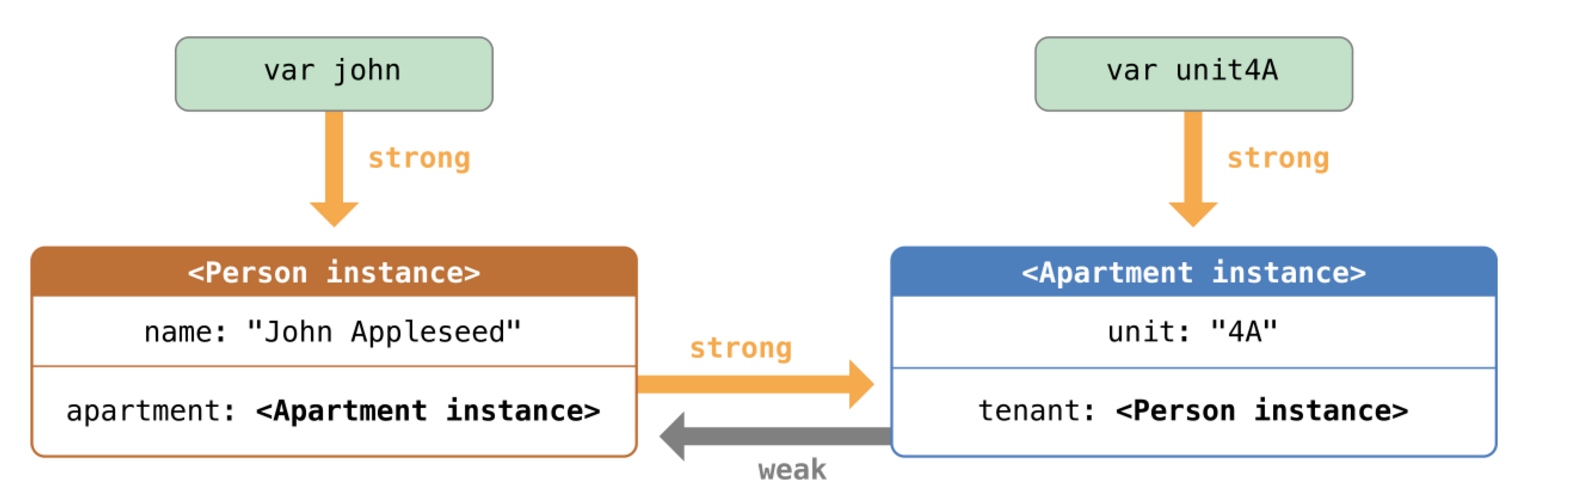 var john
var unit4A
strong
strong
<Person instance>
<Apartment instance>
name: "John Appleseed"
unit: "4A"
strong
apartment: <Apartment instance>
tenant: <Person instance>
weak